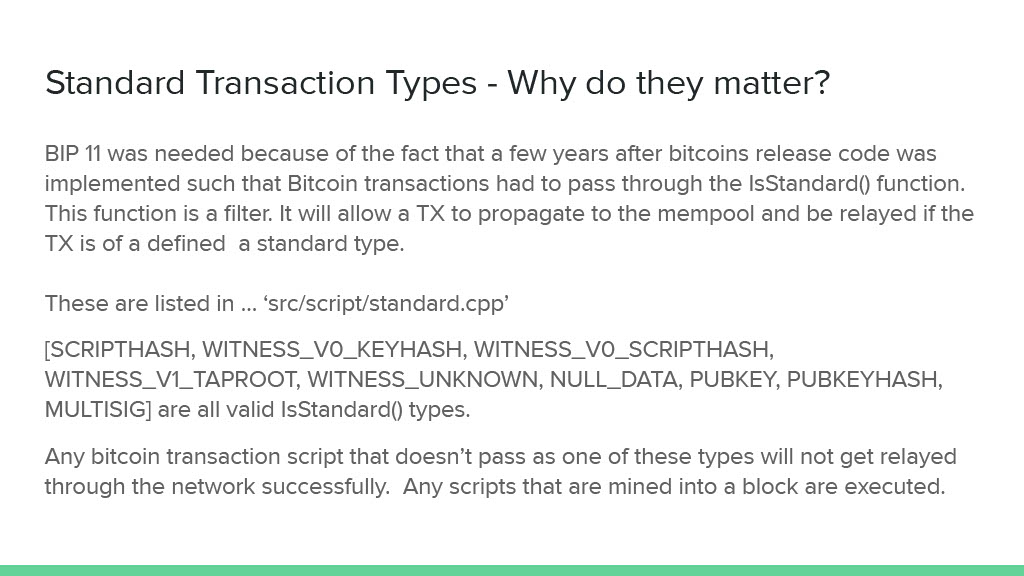 Standard Transaction Types - Why do they matter?
BIP 11 was needed because of the fact that a few years after bitcoins release code was
implemented such that Bitcoin transactions had to pass through the IsStandard() function.
This function is a filter. It will allow a TX to propagate to the mempool and be relayed if the
TX is of a defined  a standard type.
These are listed in ... ‘src/script/standard.cpp’
[SCRIPTHASH, WITNESS_V0_KEYHASH, WITNESS_V0_SCRIPTHASH,
WITNESS_V1_TAPROOT, WITNESS_UNKNOWN, NULL_DATA, PUBKEY, PUBKEYHASH,
MULTISIG] are all valid IsStandard() types.
Any bitcoin transaction script that doesn’t pass as one of these types will not get relayed
through the network successfully.  Any scripts that are mined into a block are executed.